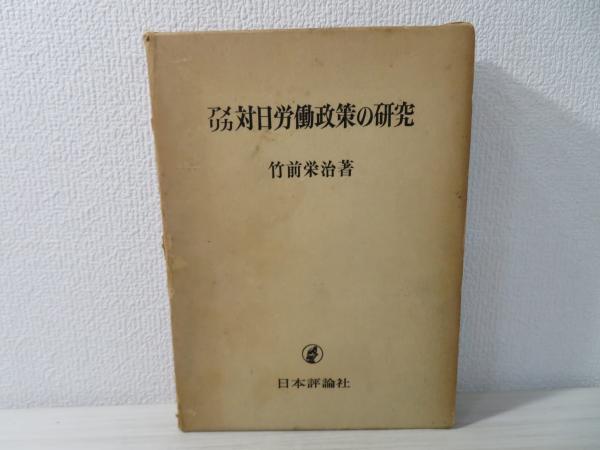 アメリカ対日労働政策の研究
竹前栄治著
日本評論社